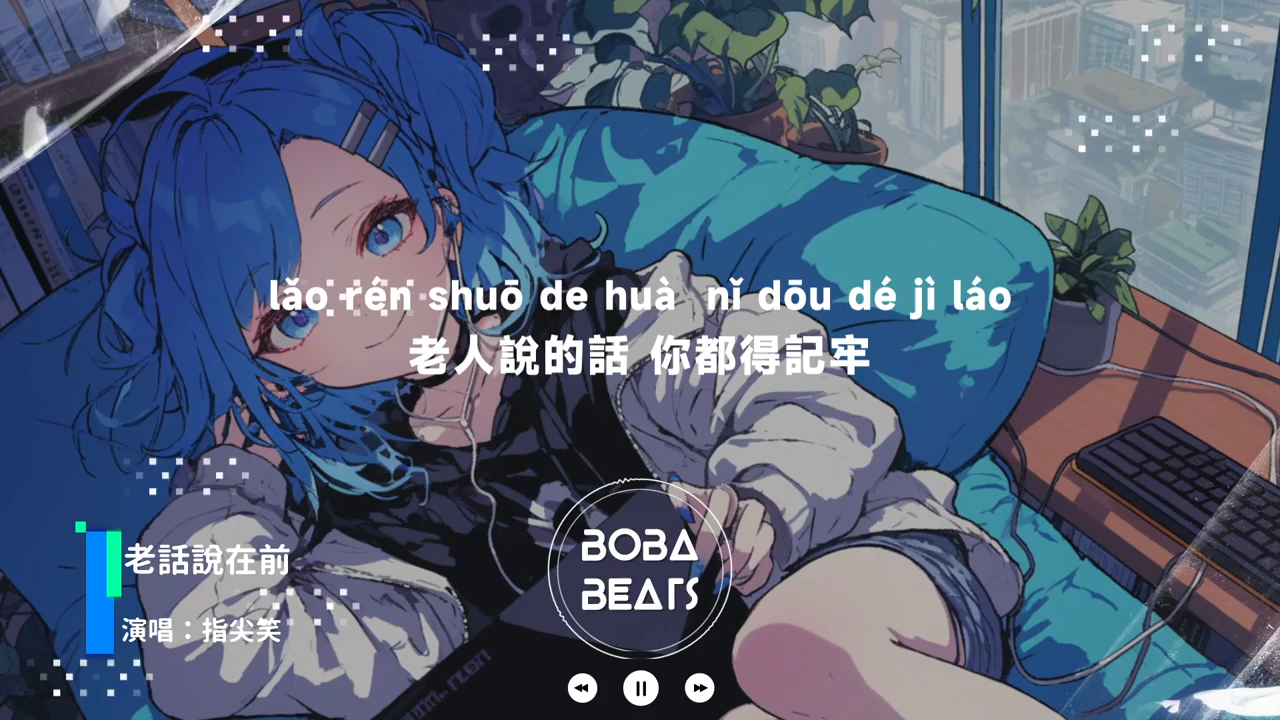 lǎo rén shuō de huà nǐ dōu dé jì láo
老人說的話 你都得記牢
老話說在前
演唱：指尖笑
BOBA
BEATS